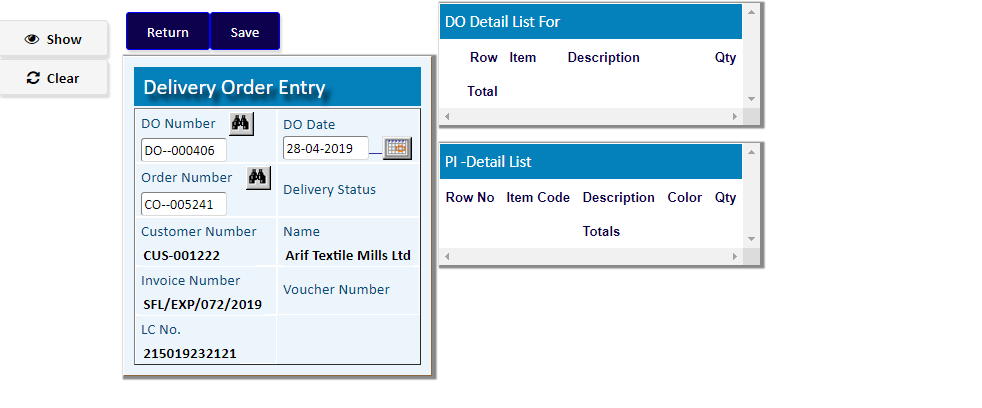 Show
Clear
Return
Save
Delivery Order Entry
DO Number
DO Date
DO--000406
28-04-2019
Order Number
Delivery Status
CO--005241
Customer Number
Name
CUS-001222
Arif Textile Mills Ltd
Invoice Number
Voucher Number
SFL/EXP/072/2019
LC No.
215019232121
DO Detail List For
Row Item Description Qty
Total
PI -Detail List
Row No Item Code Description Color Qty
Totals